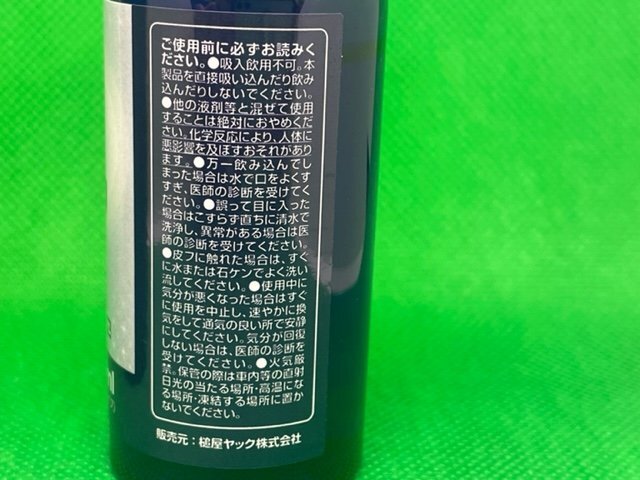 ご使用前に必ずお読みく
ださい。●吸入飲用不可。本
製品を直接吸い込んだり飲み
込んだりしないでください。
●他の液剤等と混ぜて使用
することは絶対におやめくだ
さい。化学反応により、人体に
悪影響を及ぼすおそれがあり
ます。●万一飲み込んでし
まった場合は水で口をよくす
すぎ、医師の診断を受けてく
ださい。●誤って目に入った
場合はこすらず直ちに清水で
洗浄し、異常がある場合は医
師の診断を受けてください。
●皮フに触れた場合は、すぐ
に水または石ケンでよく洗い
流してください。●使用中に
気分が悪くなった場合はすぐ
に使用を中止し、速やかに換
気をして通気の良い所で安静
にしてください。気分が回復
しない場合は、医師の診断を
受けてください。●火気厳
禁。保管の際は車内等の直射
日光の当たる場所・高温にな
る場所・凍結する場所に置か
ないでください。
販売元：槌屋ヤック株式会社